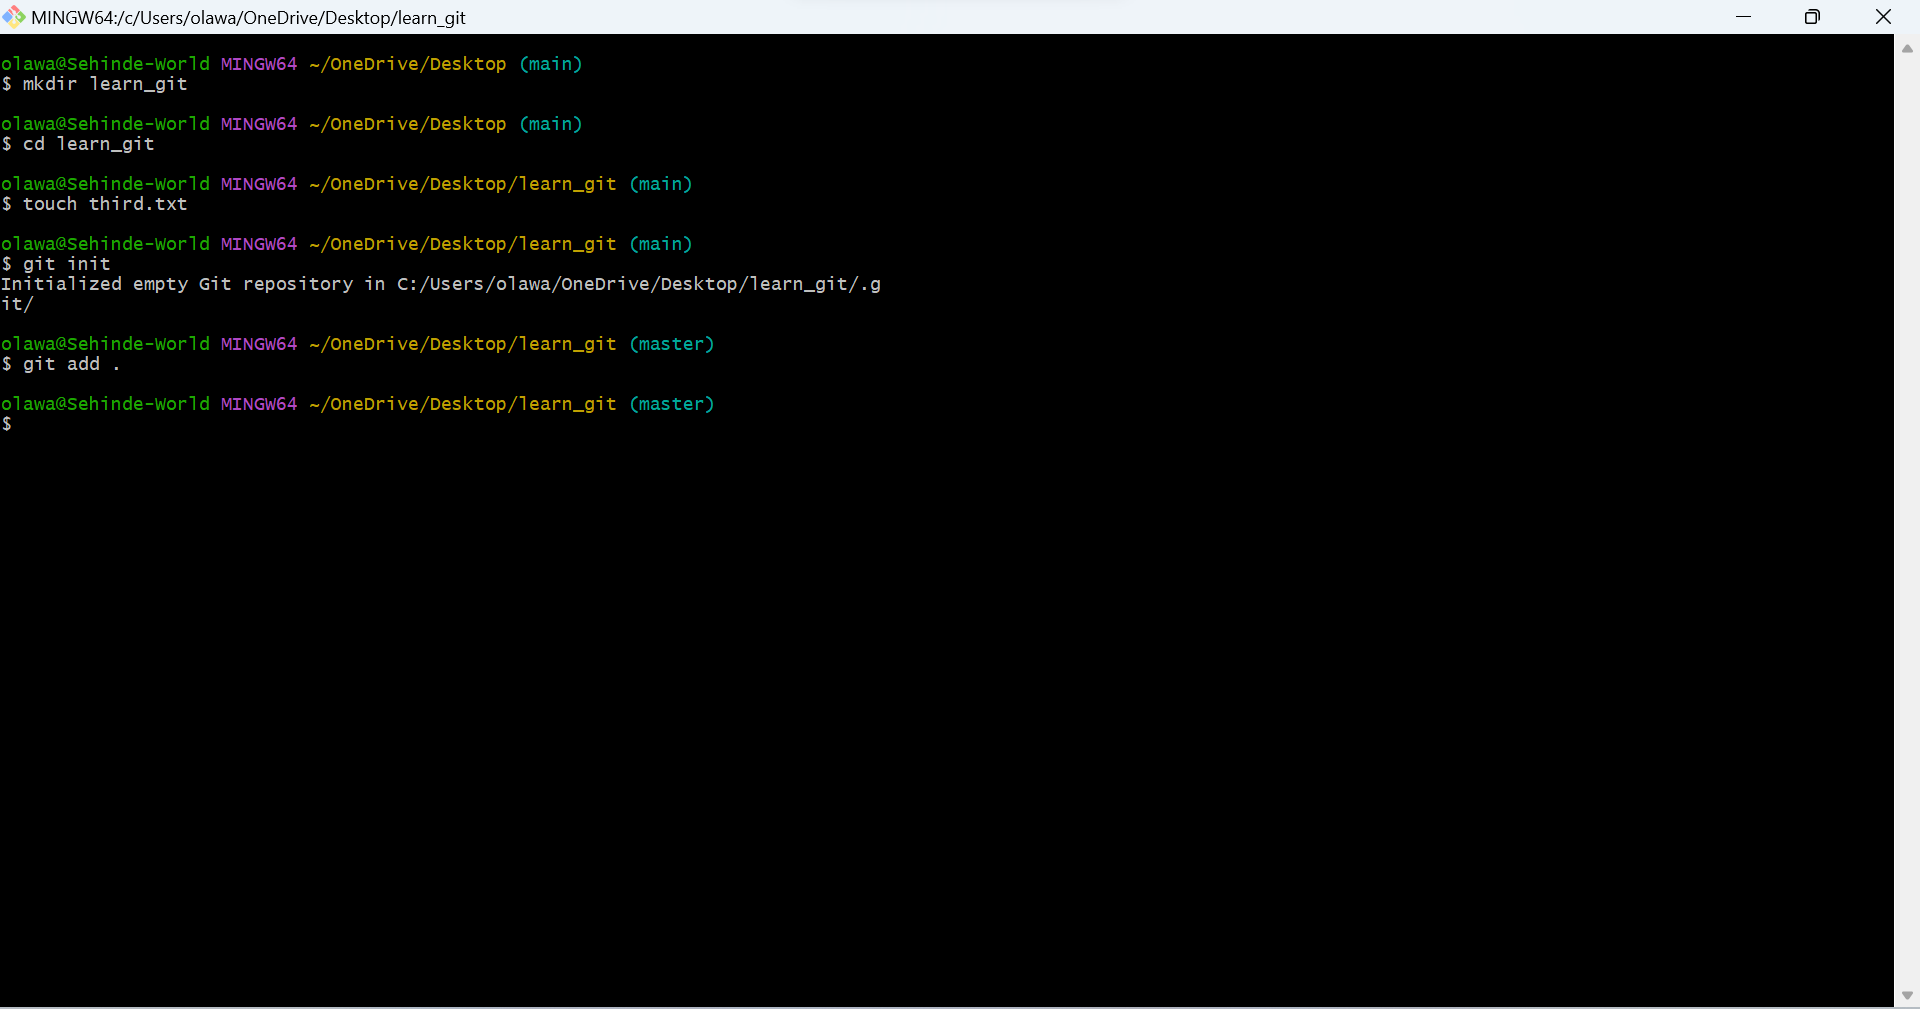 MINGW64:/c/Users/olawa/OneDrive/Desktop/learn_git
olawa@Sehinde-World MINGW64 ~/OneDrive/Desktop (main)
$ mkdir learn_git
olawa@Sehinde-World MINGW64 ~/OneDrive/Desktop (main)
$ cd learn_git
olawa@Sehinde-World MINGW64 ~/OneDrive/Desktop/learn_git (main)
$ touch third.txt
olawa@Sehinde-World MINGW64 ~/OneDrive/Desktop/learn_git (main)
$ git init
Initialized empty Git repository in C:/Users/olawa/OneDrive/Desktop/learn_git/.g
it/
olawa@Sehinde-World MINGW64 ~/OneDrive/Desktop/learn_git (master)
$ git add .
olawa@Sehinde-World MINGW64 ~/OneDrive/Desktop/learn_git (master)
$